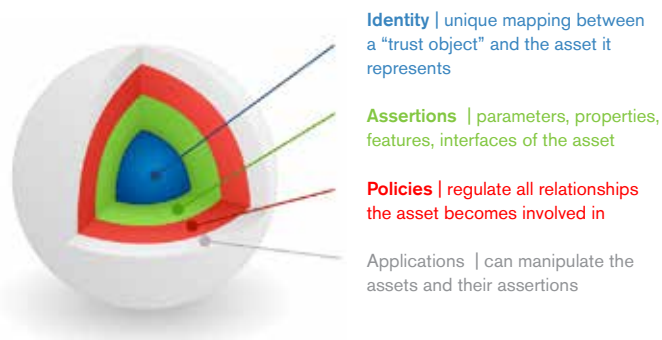 Identity | unique mapping between
a “trust object” and the asset it
represents
Assertions | parameters, properties,
features, interfaces of the asset
Policies | regulate all relationships
the asset becomes involved in
Applications | can manipulate the
assets and their assertions